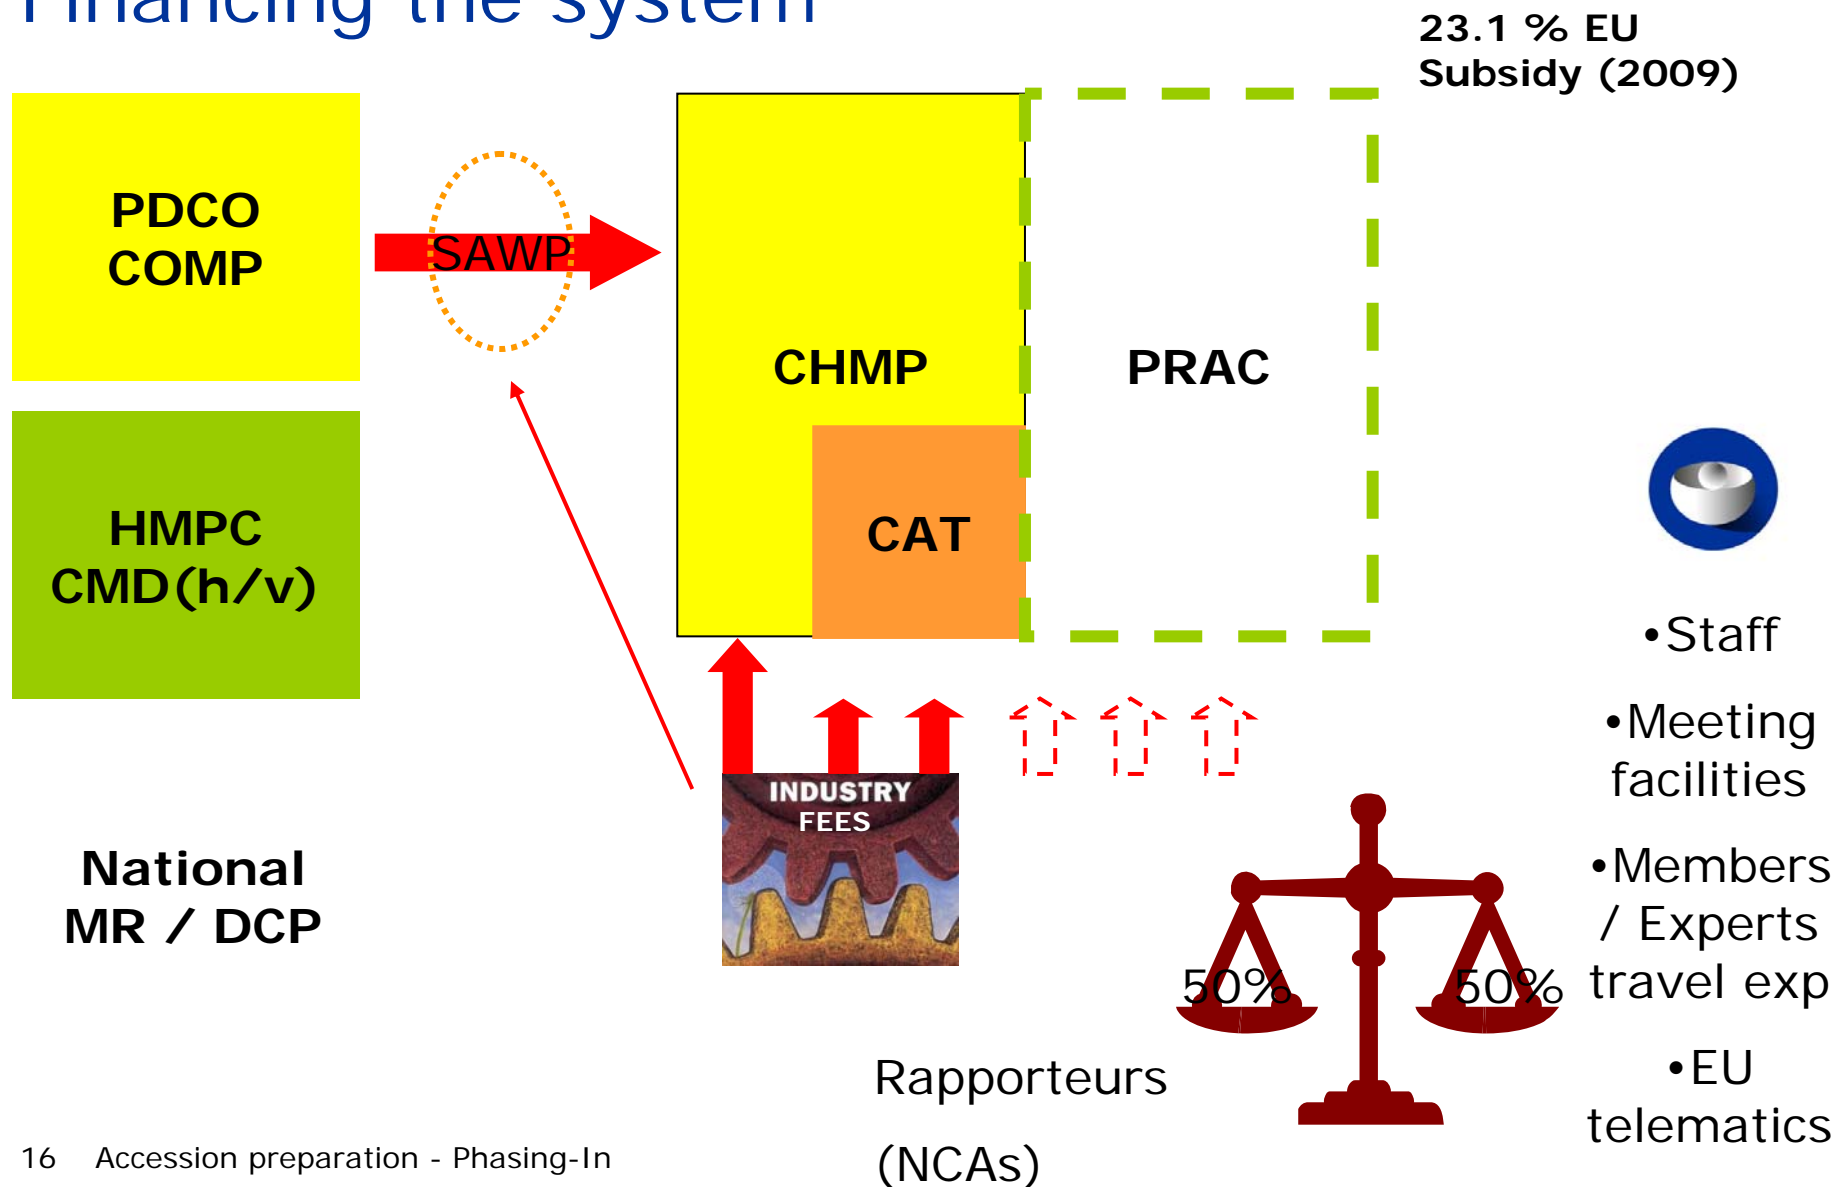 Financing the system
23.1 % EU
Subsidy (2009)
PDCO
COMP
SAWP
CHMP
PRAC
CAT
HMPC
CMD(h/v)
National
MR / DCP
INDUSTRY
FEES
50%
50%
•Staff
•Meeting
facilities
•Members
/ Experts
travel exp
•EU
telematics
Rapporteurs
(NCAs)
16 Accession preparation - Phasing-In